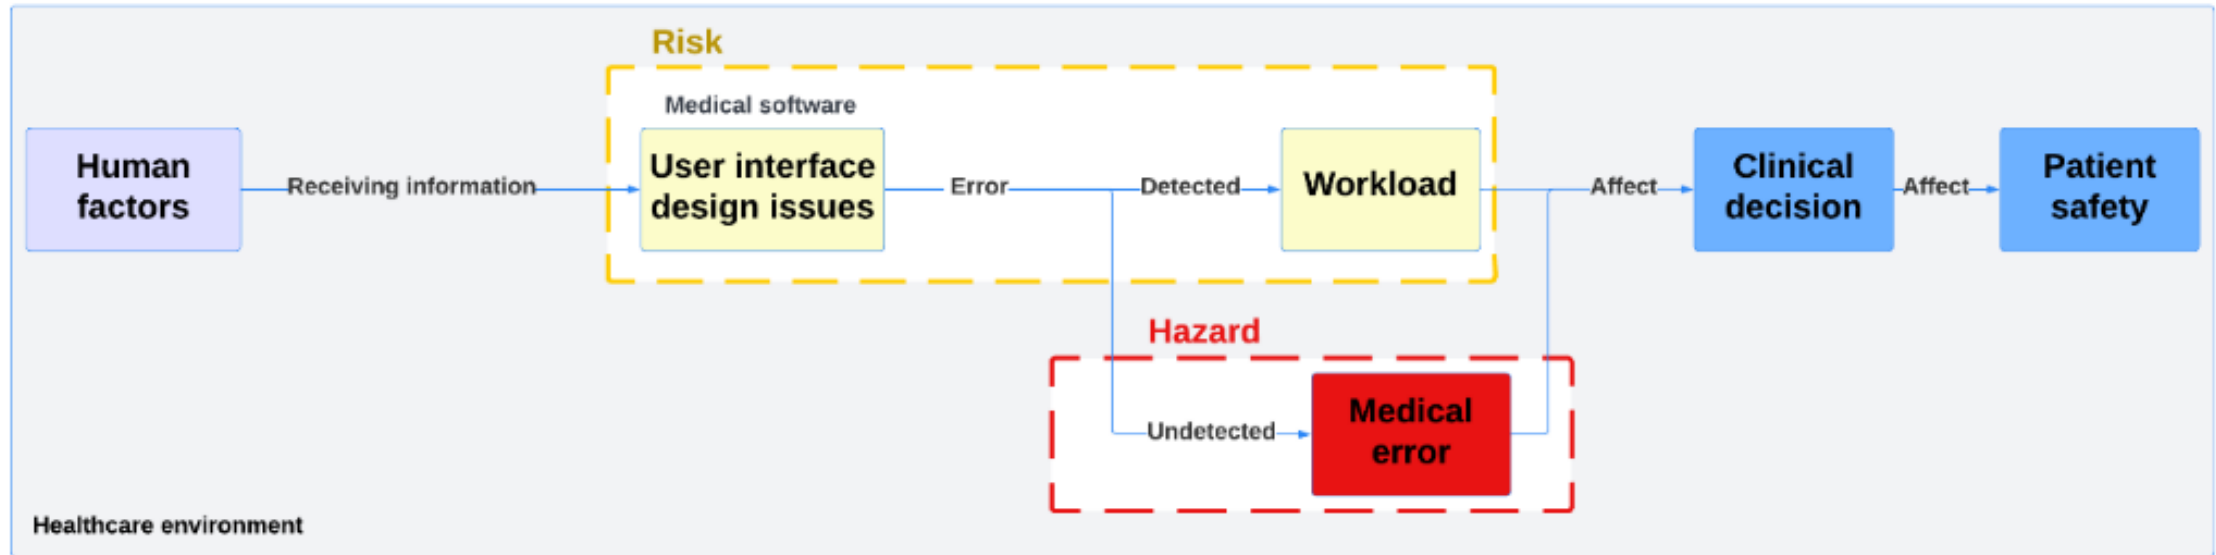 Risk
Medical software
Human
factors
Receiving information
User interface
design issues
Error
Detected
Workload
Affect
Clinical
decision
Affect
Patient
safety
Hazard
Undetected
Medical
error
Healthcare environment